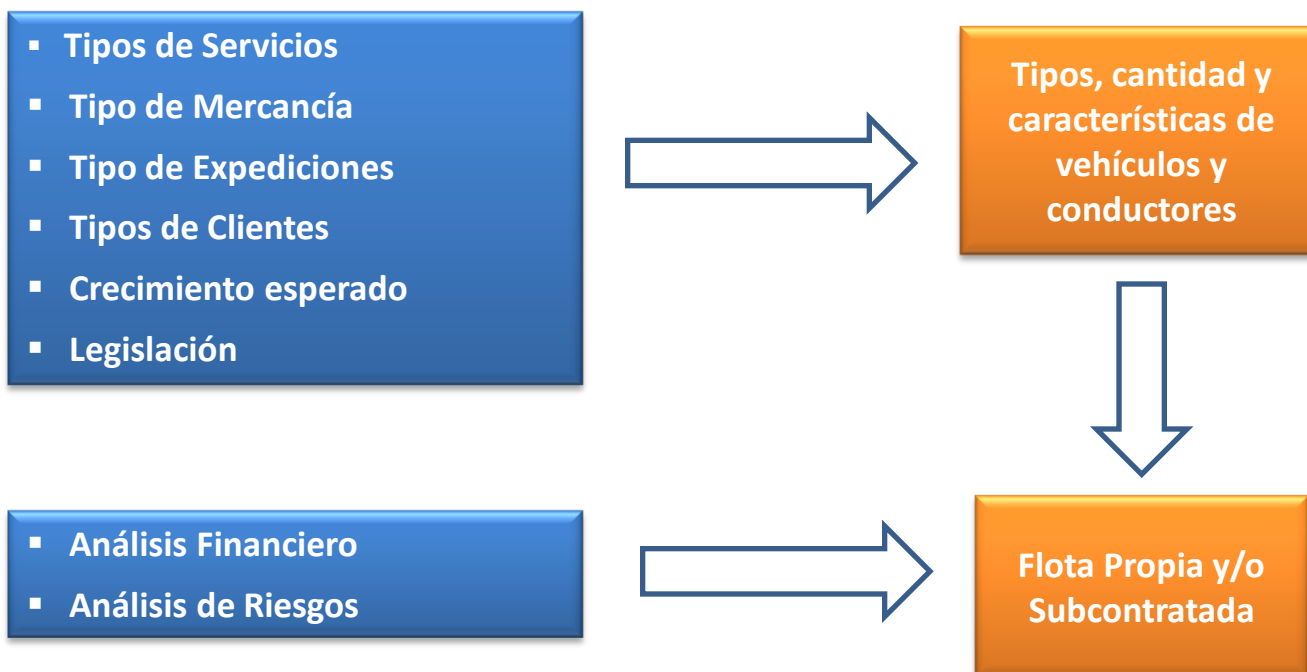 ▪ Tipos de Servicios
▪ Tipo de Mercancía
▪ Tipo de Expediciones
▪ Tipos de Clientes
▪ Crecimiento esperado
▪ Legislación
Tipos, cantidad y
características de
vehículos y
conductores
▪ Análisis Financiero
▪ Análisis de Riesgos
Flota Propia y/o
Subcontratada